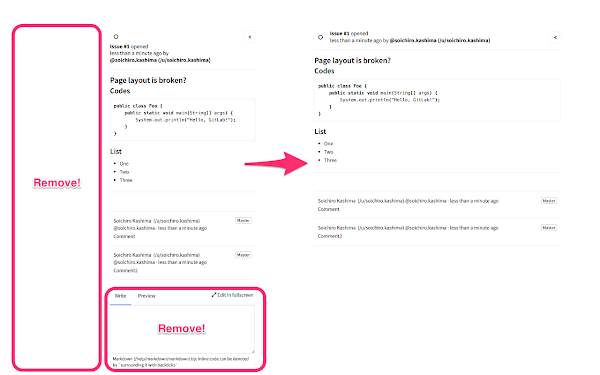 Remove!
Issue #1 opened
less than a minute ago by
@soichiro.kashima (/u/soichiro.kashima)
Page layout is broken?
Codes
public class Foo {
public static void main(String[] args) {
System.out.println("Hello, GitLab!");
}
}
List
One
Two
Three
Soichiro Kashima (/u/soichiro.kashima)
@soichiro.kashima · less than a minute ago
Master
Comment
Soichiro Kashima (/u/soichiro.kashima)
@soichiro.kashima · less than a minute ago
Master
Comment2
Write Preview Edit in fullscreen
Remove!
Markdown (/help/markdown/markdown) tip: inline code can be denoted
by `surrounding it with backticks`
Issue #1 opened
less than a minute ago by @soichiro.kashima (/u/soichiro.kashima)
Page layout is broken?
Codes
public class Foo {
public static void main(String[] args) {
System.out.println("Hello, GitLab!");
}
}
List
One
Two
Three
Soichiro Kashima (/u/soichiro.kashima) @soichiro.kashima · less than a minute ago Master
Comment
Soichiro Kashima (/u/soichiro.kashima) @soichiro.kashima · less than a minute ago Master
Comment2